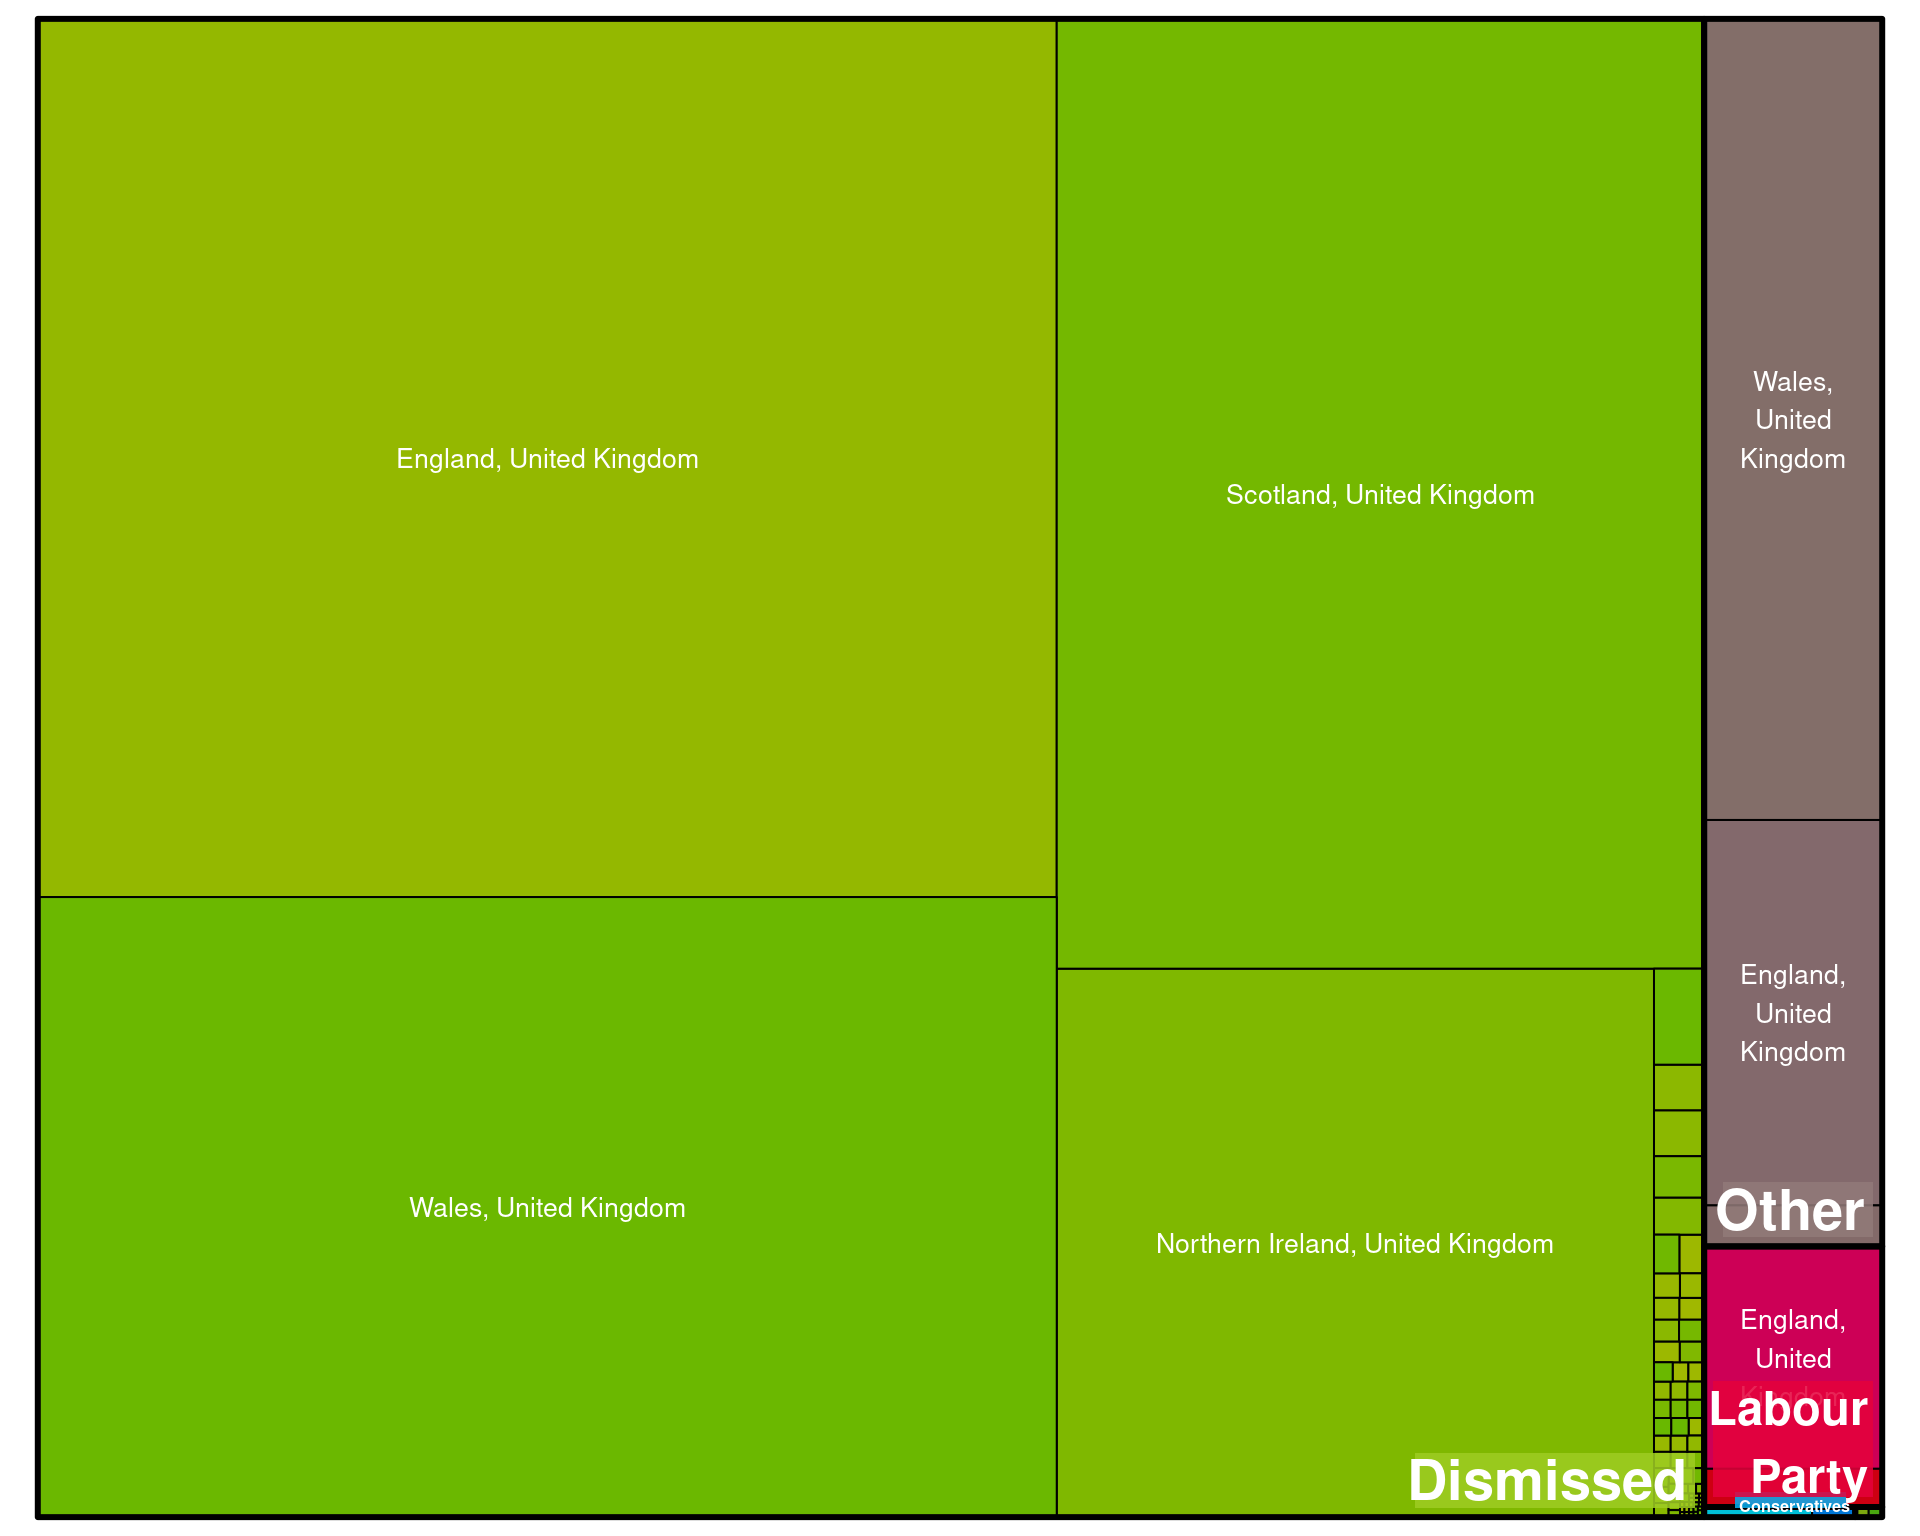 England, United Kingdom
Scotland, United Kingdom
Wales, United Kingdom
Northern Ireland, United Kingdom
Dismissed
Wales,
United
Kingdom
England,
United
Kingdom
Other
England,
United
Kingdom
Labour
Party
Conservatives